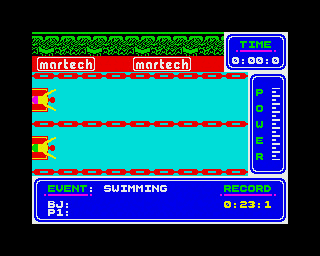 TIME
0:00:0
martech martech
POWER
EVENT: SWIMMING RECORD
BJ: 0:23:1
P1: